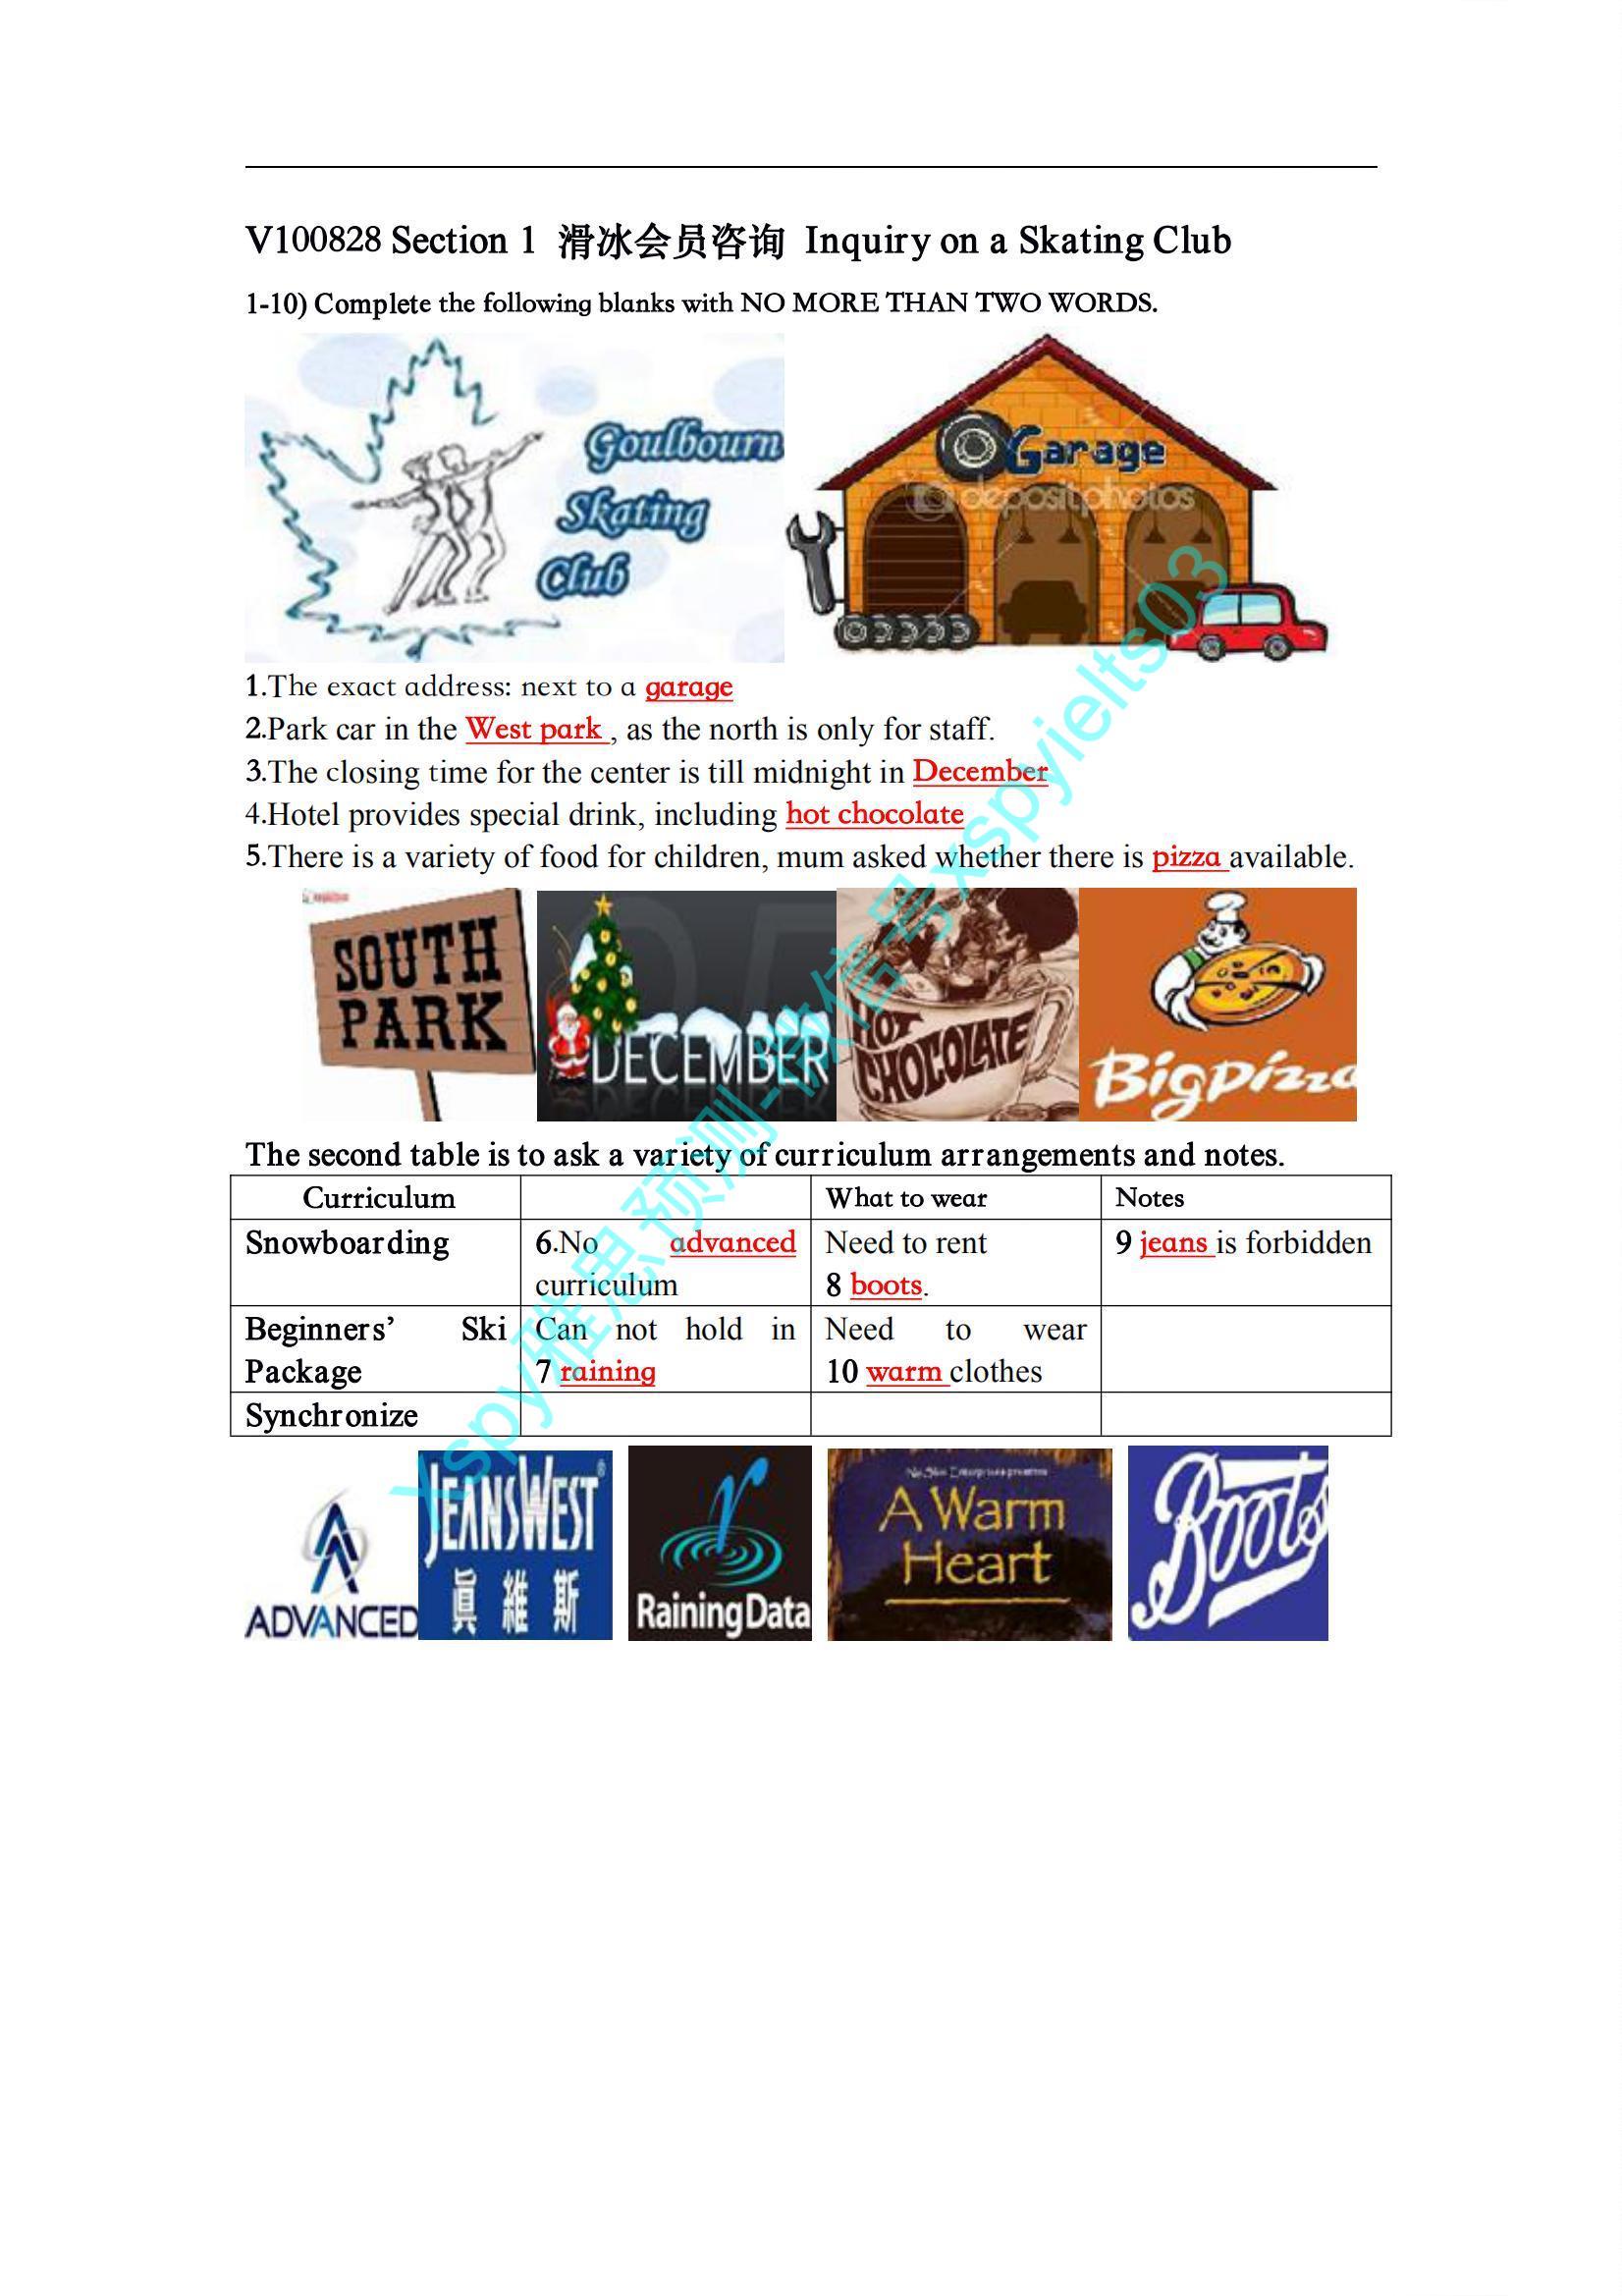 V100828 Section 1 滑冰会员咨询 Inquiry on a Skating Club
1-10) Complete the following blanks with NO MORE THAN TWO WORDS.
Goulbourn
Skating
Club
Garage
depositphotos
1.The exact address: next to a garage
2.Park car in the West park , as the north is only for staff.
3.The closing time for the center is till midnight in December
4.Hotel provides special drink, including hot chocolate
5.There is a variety of food for children, mum asked whether there is pizza available.
SOUTH
PARK
DECEMBER
HOT
CHOCOLATE
Bigpizza
The second table is to ask a variety of curriculum arrangements and notes.
Curriculum What to wear Notes
Snowboarding 6.No advanced Need to rent 9 jeans is forbidden
curriculum 8 boots.
Beginners' Ski Can not hold in Need to wear
Package 7 raining 10 warm clothes
Synchronize
ADVANCED
JEANSWEST®
真維斯
RainingData
A Warm
Heart
Boots
Xspy雅思预测-微信号xspyielts03